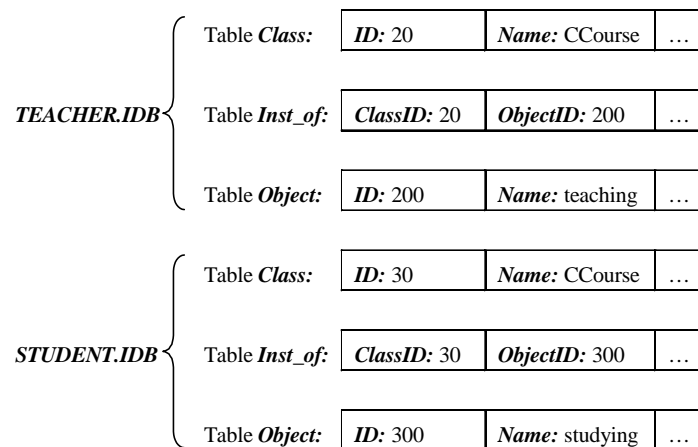 Table Class: ID: 20 Name: CCourse …
TEACHER.IDB Table Inst_of: ClassID: 20 ObjectID: 200 …
Table Object: ID: 200 Name: teaching …
Table Class: ID: 30 Name: CCourse …
STUDENT.IDB Table Inst_of: ClassID: 30 ObjectID: 300 …
Table Object: ID: 300 Name: studying …